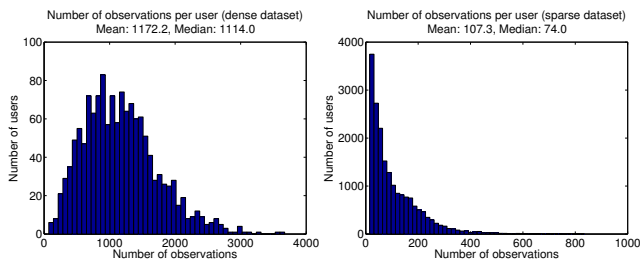 Number of observations per user (dense dataset)
Mean: 1172.2, Median: 1114.0
100
80
60
40
20
0
0 1000 2000 3000 4000
Number of users
Number of observations
Number of observations per user (sparse dataset)
Mean: 107.3, Median: 74.0
4000
3000
2000
1000
0
0 200 400 600 800 1000
Number of users
Number of observations